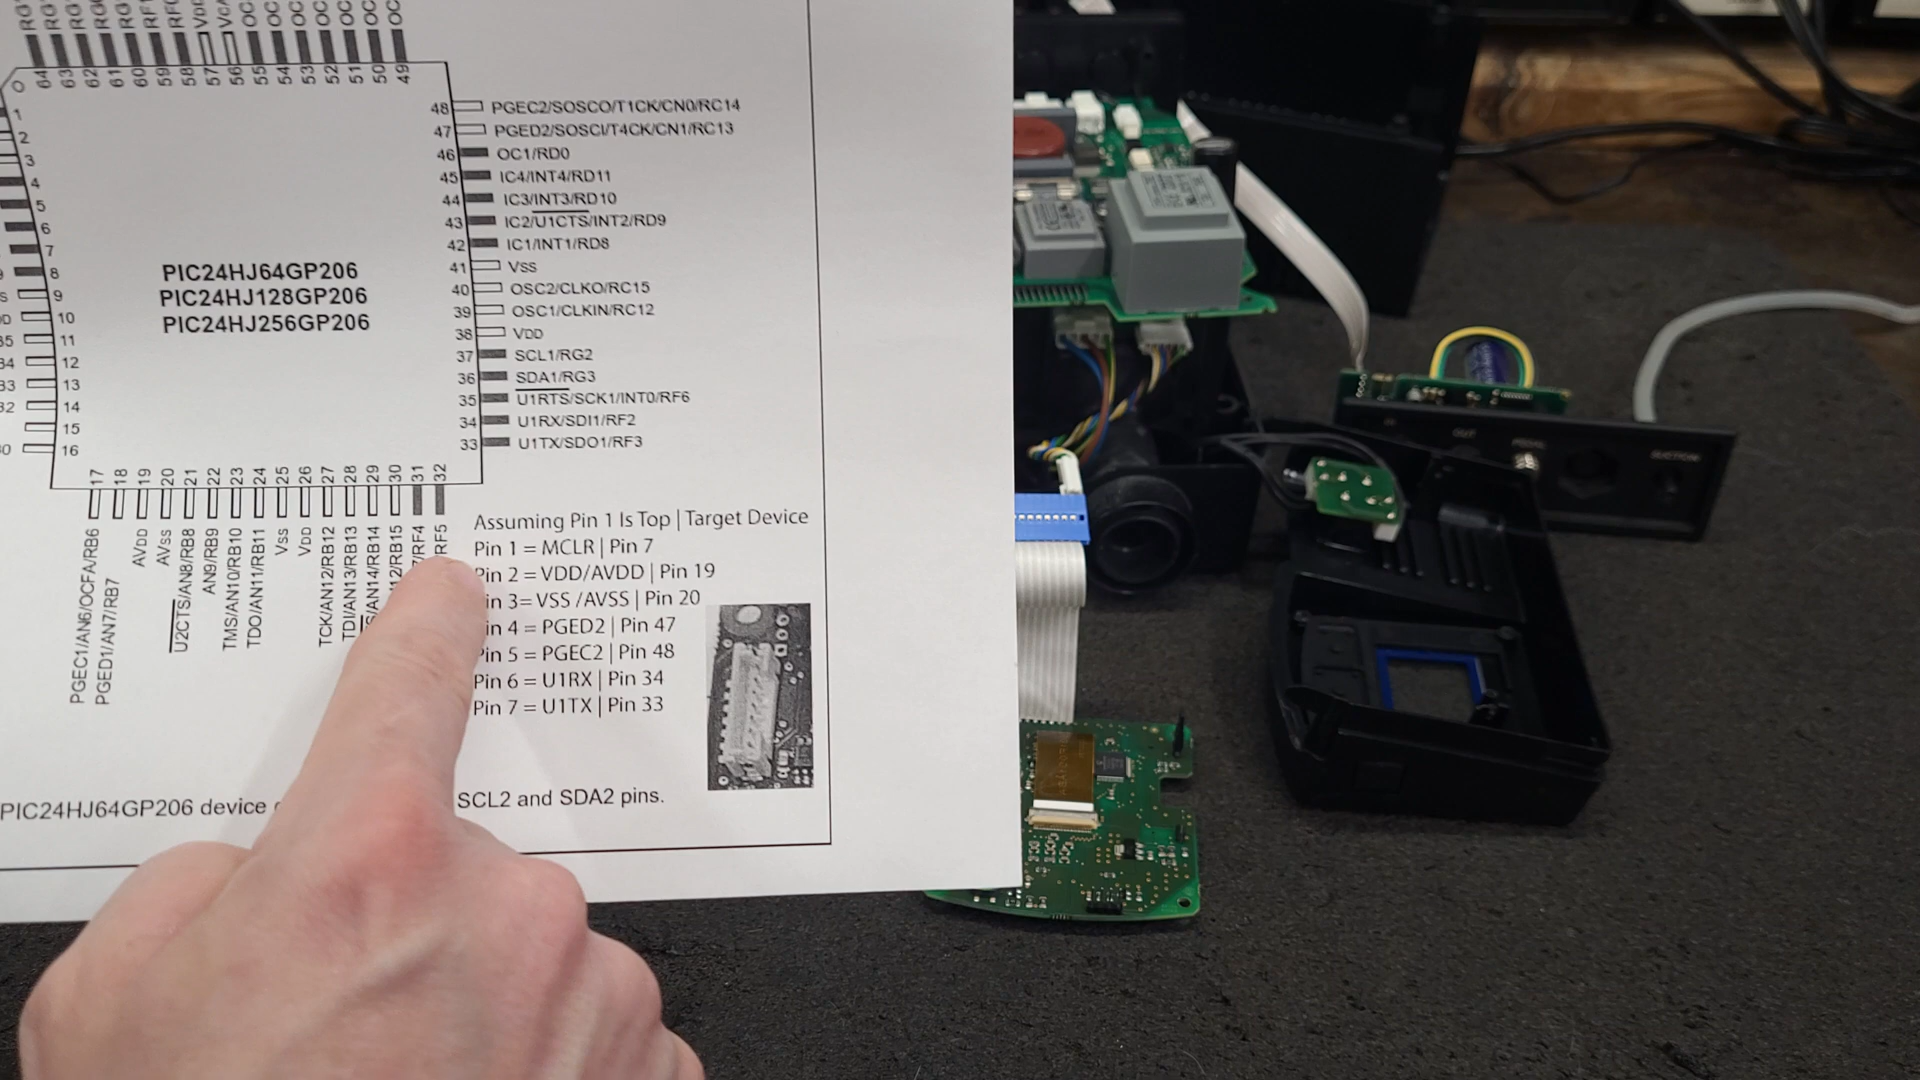 64 63 62 61 60 59 58 57 56 55 54 53 52 51 50 49
1
2
3
4
5
6
7
8
9
10
11
12
13
14
15
16
PIC24HJ64GP206
PIC24HJ128GP206
PIC24HJ256GP206
48 PGEC2/SOSCO/T1CK/CN0/RC14
47 PGED2/SOSCI/T4CK/CN1/RC13
46 OC1/RD0
45 IC4/INT4/RD11
44 IC3/INT3/RD10
43 IC2/U1CTS/INT2/RD9
42 IC1/INT1/RD8
41 VSS
40 OSC2/CLKO/RC15
39 OSC1/CLKIN/RC12
38 VDD
37 SCL1/RG2
36 SDA1/RG3
35 U1RTS/SCK1/INT0/RF6
34 U1RX/SDI1/RF2
33 U1TX/SDO1/RF3
17 18 19 20 21 22 23 24 25 26 27 28 29 30 31 32
PGEC1/AN6/OCFA/RB6
PGED1/AN7/RB7
AVDD
AVss
U2CTS/AN8/RB8
AN9/RB9
TMS/AN10/RB10
TDO/AN11/RB11
Vss
VDD
TCK/AN12/RB12
TDI/AN13/RB13
/AN14/RB14
12/RB15
/RF4
/RF5
Assuming Pin 1 Is Top | Target Device
Pin 1 = MCLR | Pin 7
Pin 2 = VDD/AVDD | Pin 19
in 3= VSS /AVSS | Pin 20
in 4 = PGED2 | Pin 47
Pin 5 = PGEC2 | Pin 48
Pin 6 = U1RX | Pin 34
Pin 7 = U1TX | Pin 33
PIC24HJ64GP206 device
SCL2 and SDA2 pins.
OUT